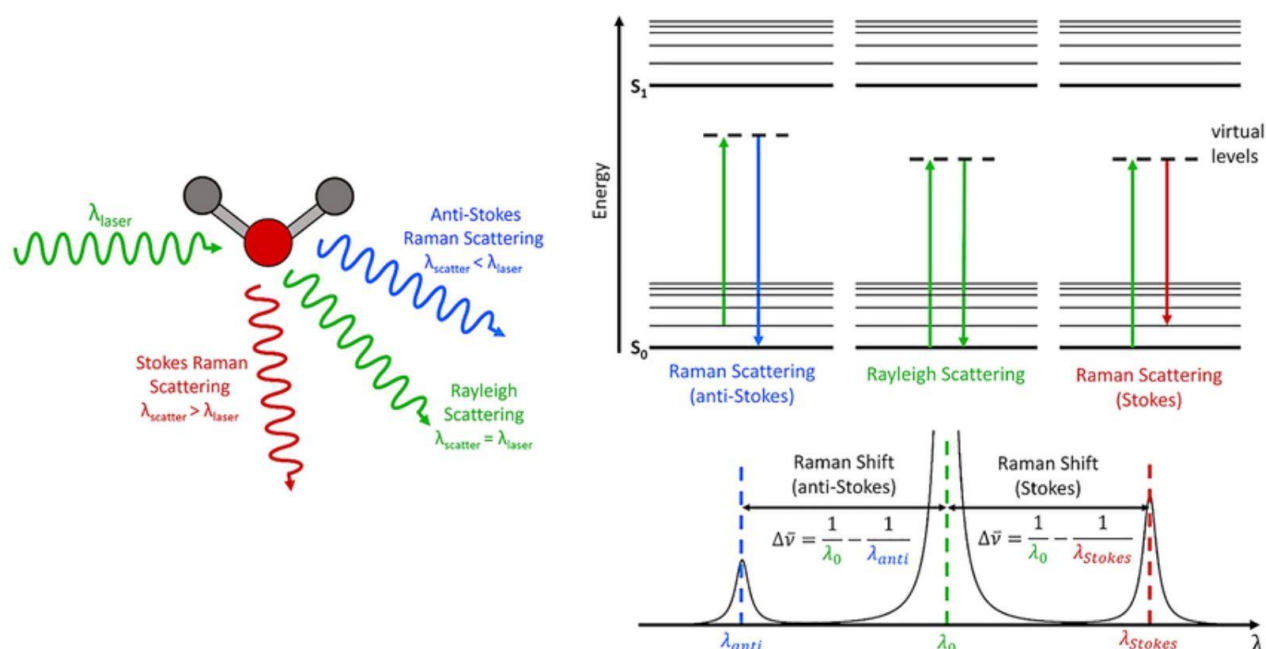 λlaser
Anti-Stokes
Raman Scattering
λscatter < λlaser
Stokes Raman
Scattering
λscatter > λlaser
Rayleigh
Scattering
λscatter = λlaser
Energy
S1
S0
virtual
levels
Raman Scattering
(anti-Stokes)
Rayleigh Scattering
Raman Scattering
(Stokes)
Raman Shift
(anti-Stokes)
Δν̄ = 1/λ0 − 1/λanti
Raman Shift
(Stokes)
Δν̄ = 1/λ0 − 1/λStokes
λanti
λ0
λStokes
λ